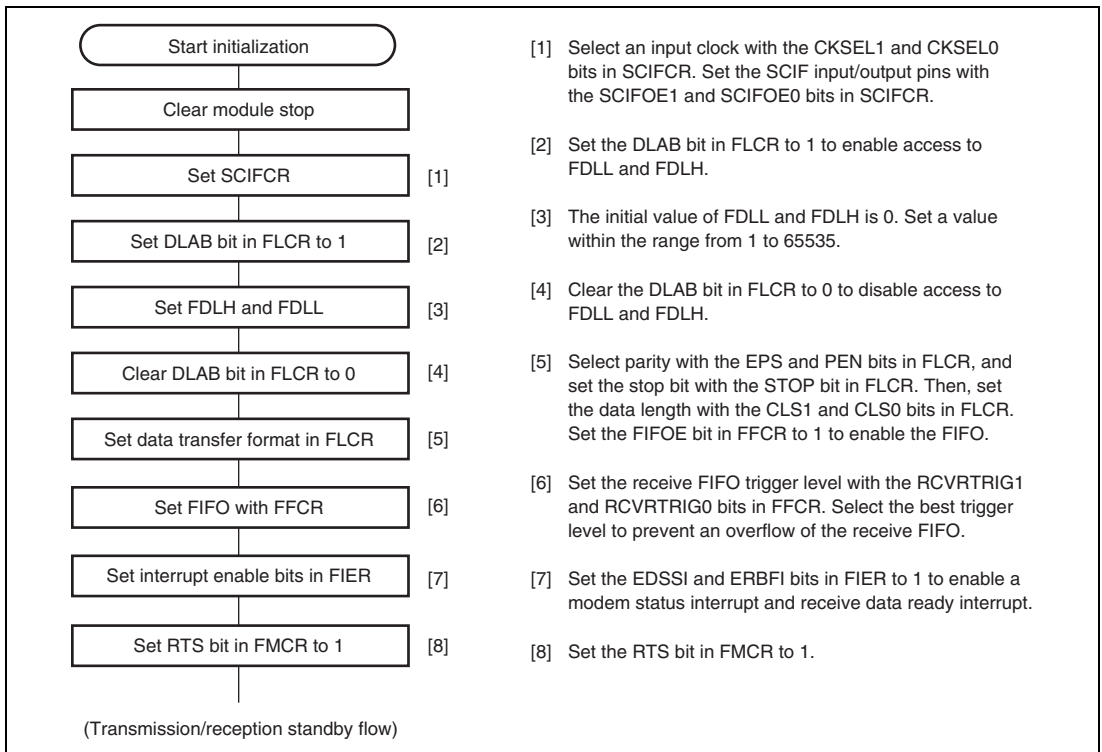 Start initialization
Clear module stop
Set SCIFCR
[1]
Set DLAB bit in FLCR to 1
[2]
Set FDLH and FDLL
[3]
Clear DLAB bit in FLCR to 0
[4]
Set data transfer format in FLCR
[5]
Set FIFO with FFCR
[6]
Set interrupt enable bits in FIER
[7]
Set RTS bit in FMCR to 1
[8]
(Transmission/reception standby flow)
[1] Select an input clock with the CKSEL1 and CKSEL0
bits in SCIFCR. Set the SCIF input/output pins with
the SCIFOE1 and SCIFOE0 bits in SCIFCR.
[2] Set the DLAB bit in FLCR to 1 to enable access to
FDLL and FDLH.
[3] The initial value of FDLL and FDLH is 0. Set a value
within the range from 1 to 65535.
[4] Clear the DLAB bit in FLCR to 0 to disable access to
FDLL and FDLH.
[5] Select parity with the EPS and PEN bits in FLCR, and
set the stop bit with the STOP bit in FLCR. Then, set
the data length with the CLS1 and CLS0 bits in FLCR.
Set the FIFOE bit in FFCR to 1 to enable the FIFO.
[6] Set the receive FIFO trigger level with the RCVRTRIG1
and RCVRTRIG0 bits in FFCR. Select the best trigger
level to prevent an overflow of the receive FIFO.
[7] Set the EDSSI and ERBFI bits in FIER to 1 to enable a
modem status interrupt and receive data ready interrupt.
[8] Set the RTS bit in FMCR to 1.